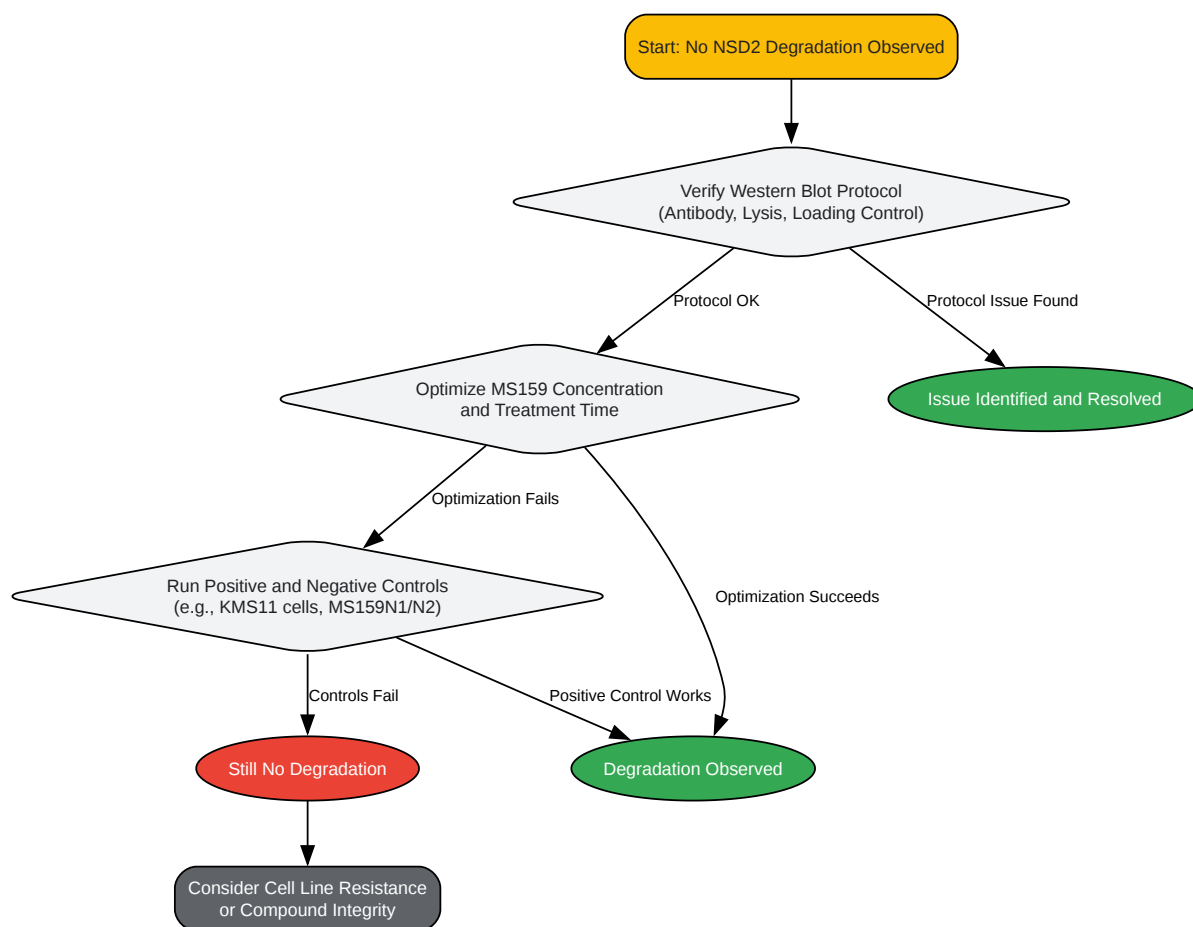 Start: No NSD2 Degradation Observed
Verify Western Blot Protocol
(Antibody, Lysis, Loading Control)
Protocol OK
Protocol Issue Found
Optimize MS159 Concentration
and Treatment Time
Issue Identified and Resolved
Optimization Fails
Run Positive and Negative Controls
(e.g., KMS11 cells, MS159N1/N2)
Optimization Succeeds
Controls Fail
Positive Control Works
Still No Degradation
Degradation Observed
Consider Cell Line Resistance
or Compound Integrity